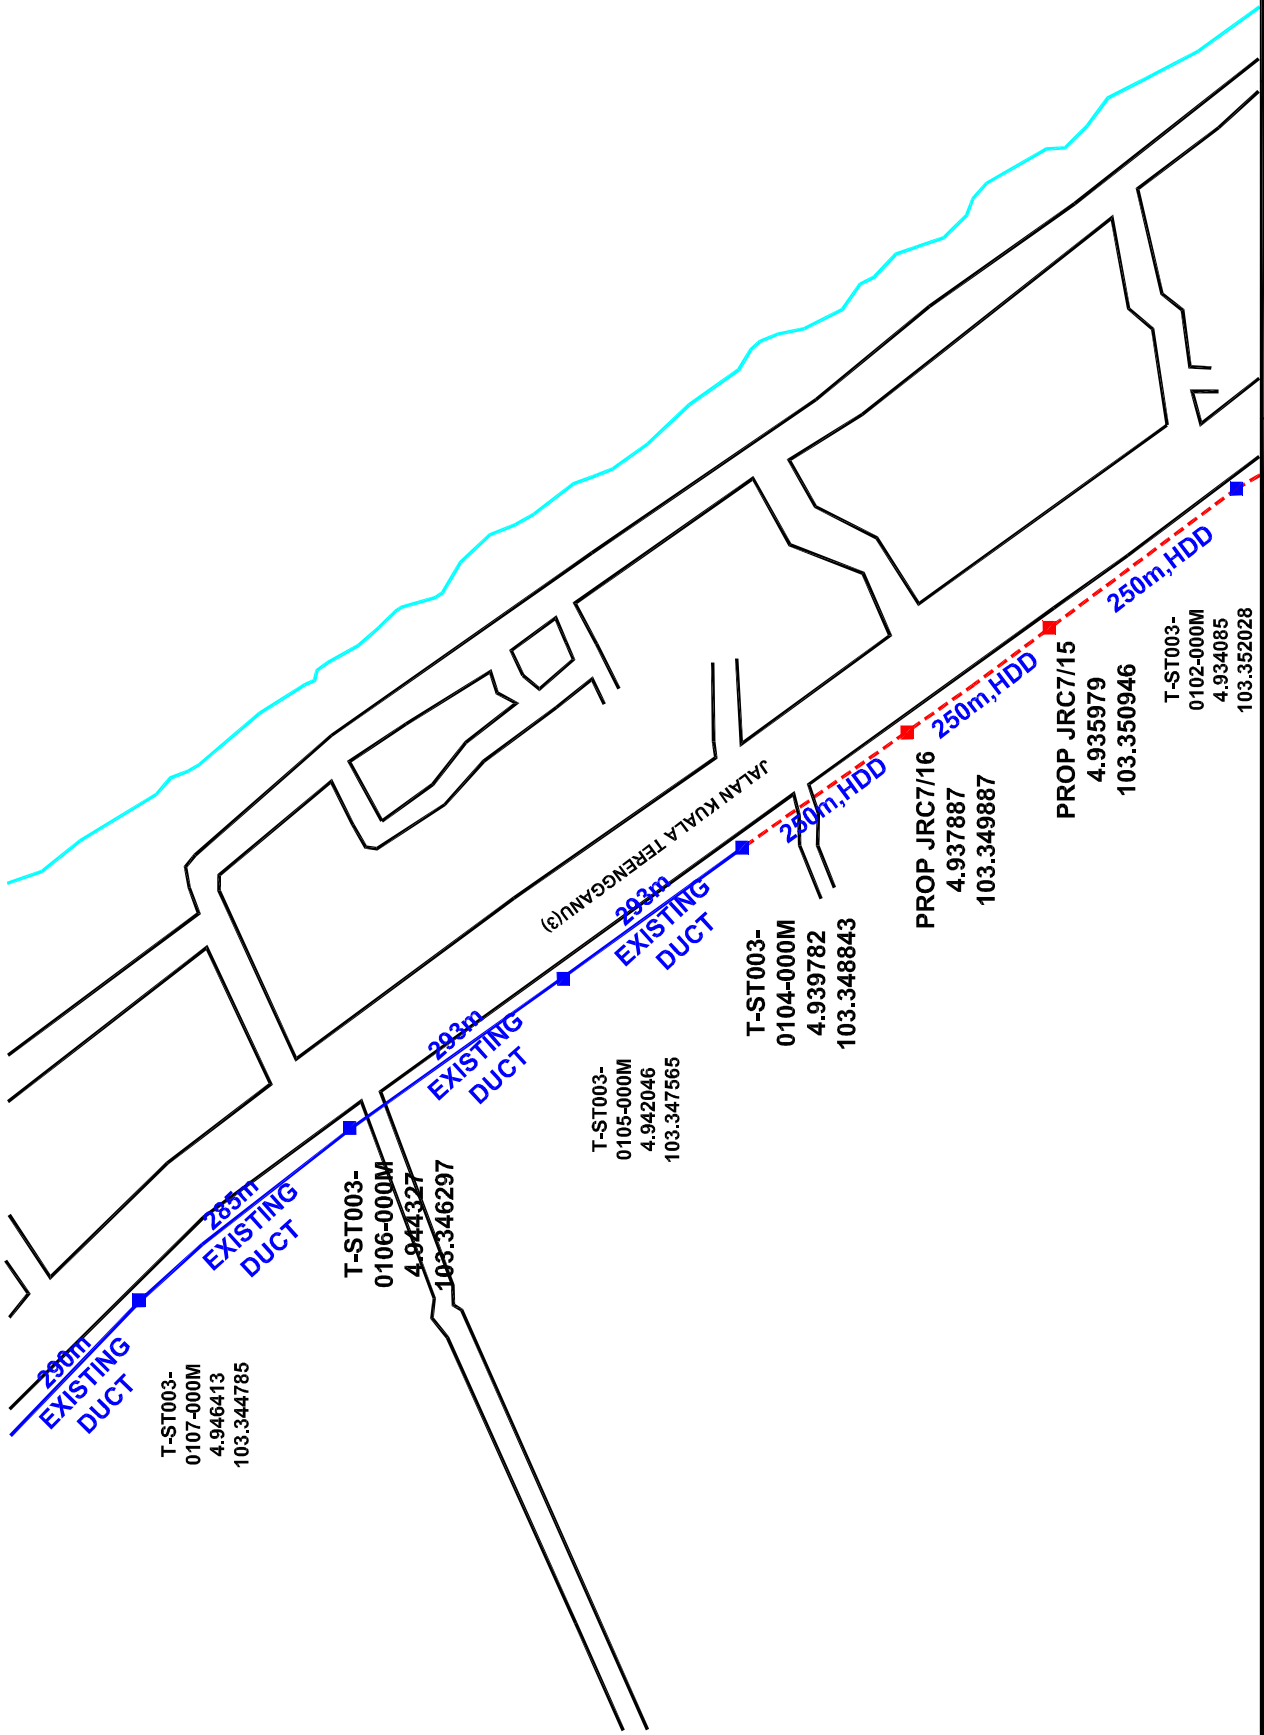 290m
EXISTING
DUCT
T-ST003-
0107-000M
4.946413
103.344785
285m
EXISTING
DUCT
T-ST003-
0106-000M
4.944327
103.346297
293m
EXISTING
DUCT
T-ST003-
0105-000M
4.942046
103.347565
293m
EXISTING
DUCT
JALAN KUALA TERENGGANU(3)
T-ST003-
0104-000M
4.939782
103.348843
250m,HDD
PROP JRC7/16
4.937887
103.349887
250m,HDD
PROP JRC7/15
4.935979
103.350946
250m,HDD
T-ST003-
0102-000M
4.934085
103.352028